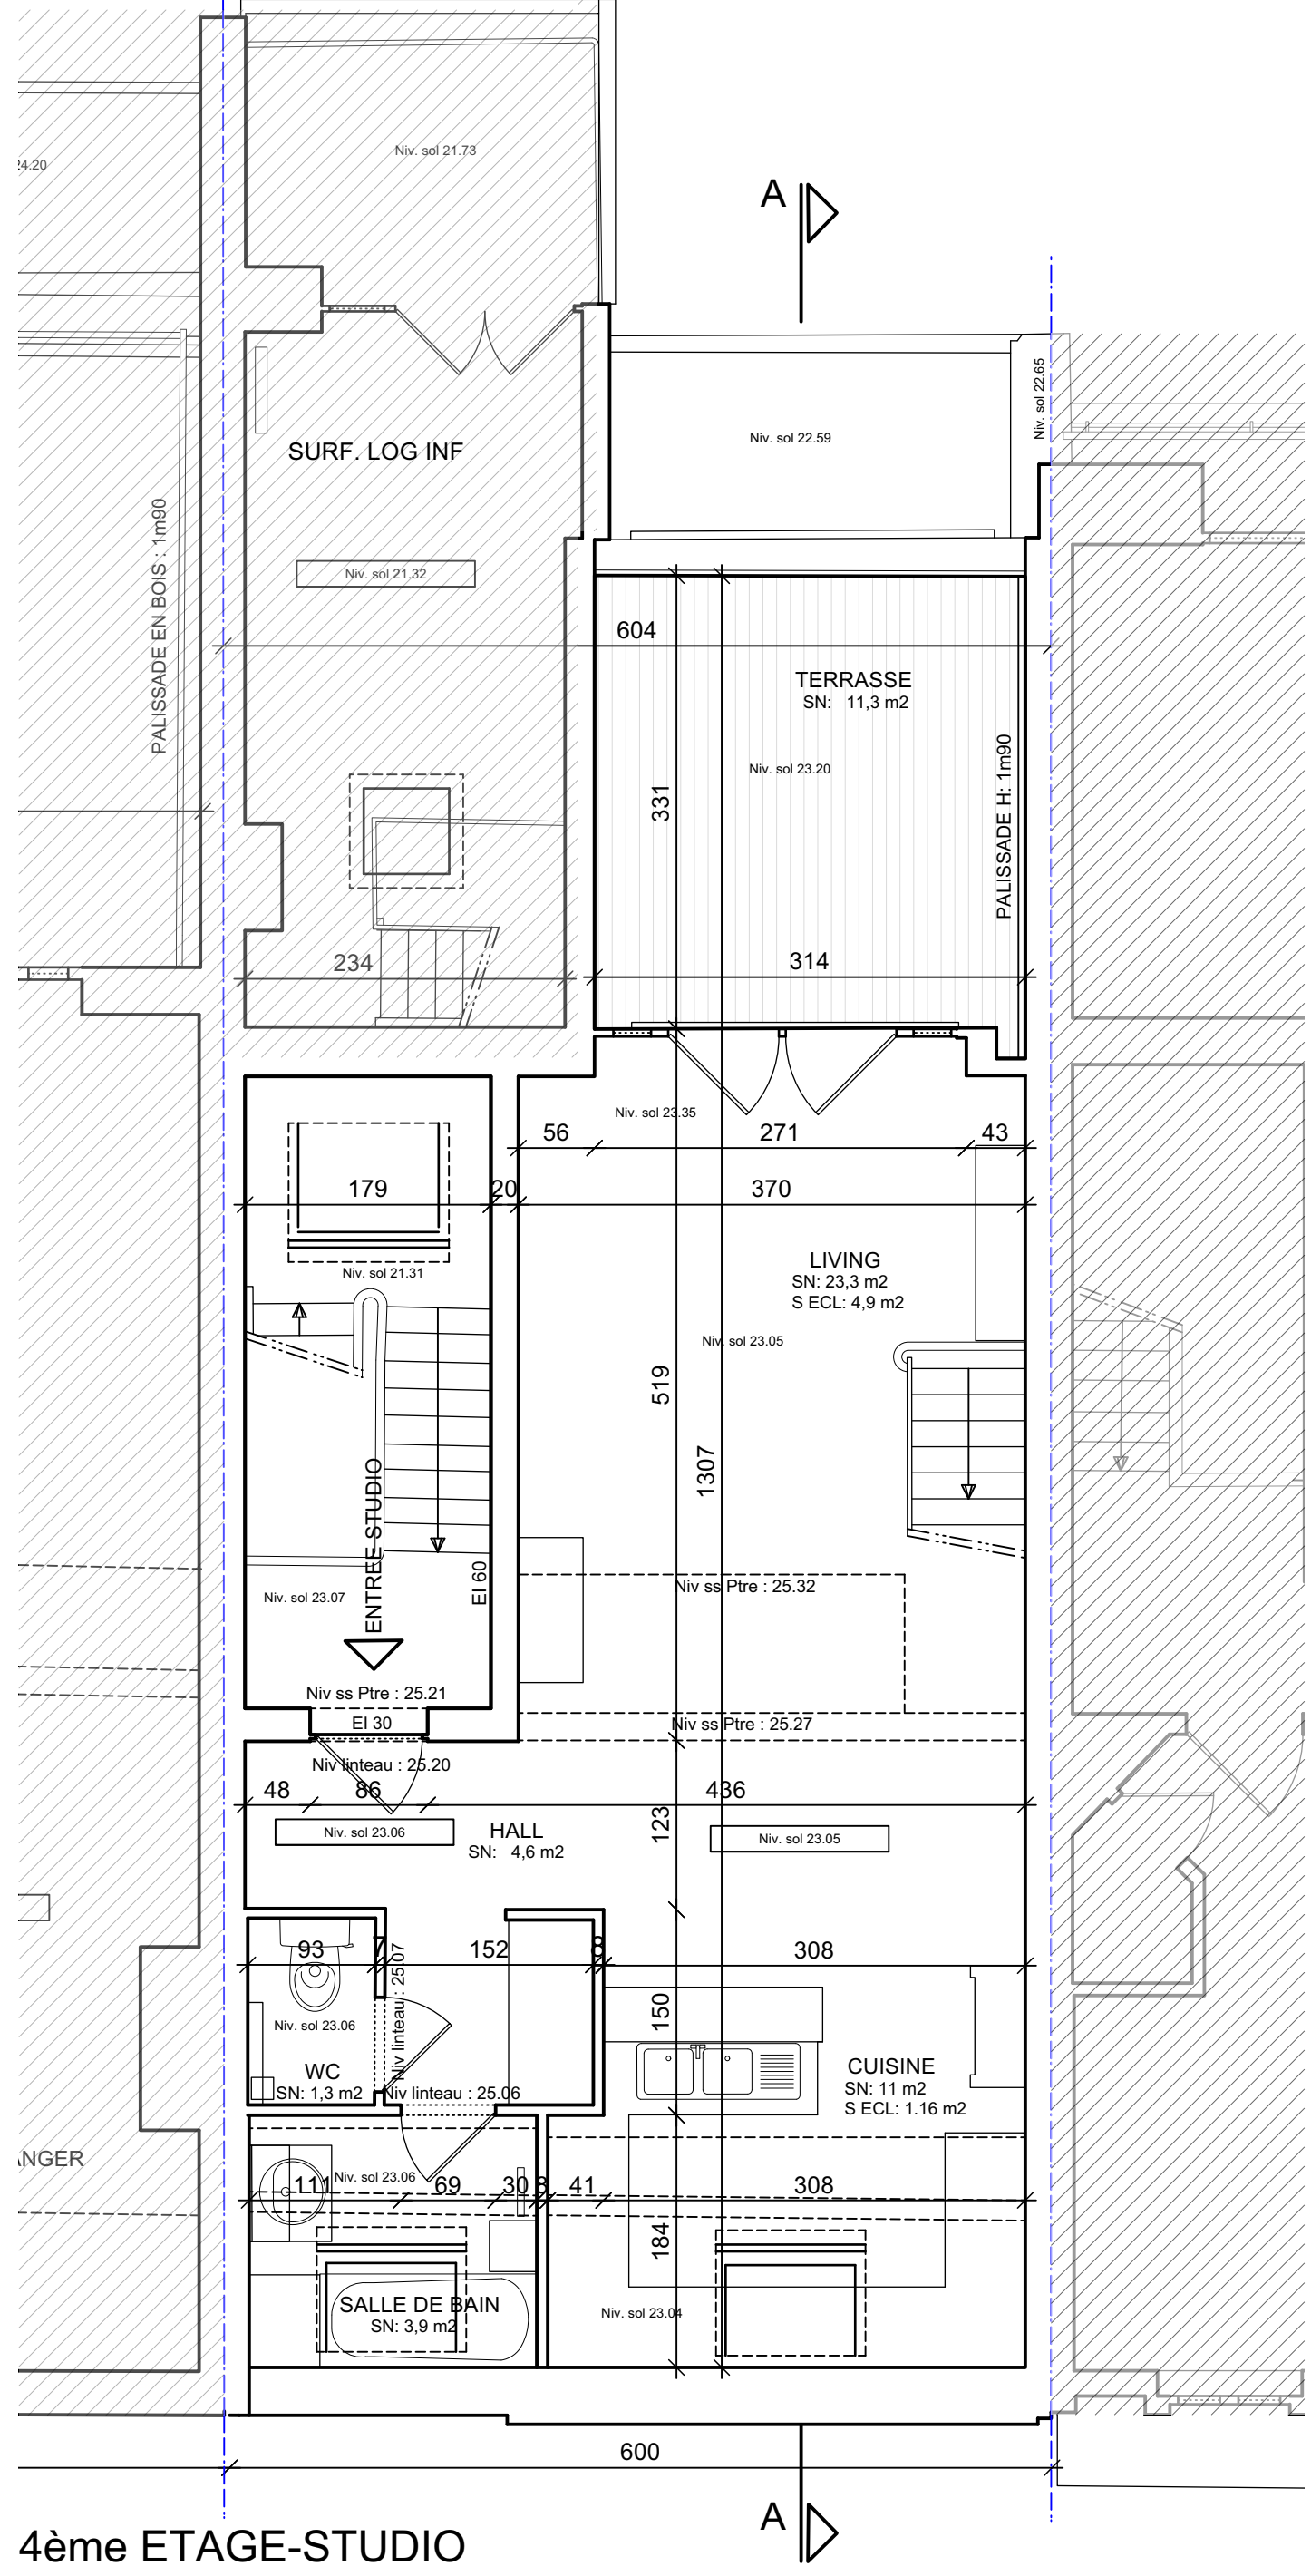 Niv. sol 21.73
24.20
A
Niv. sol 22.65
Niv. sol 22.59
SURF. LOG INF
PALISSADE EN BOIS : 1m90
Niv. sol 21.32
604
TERRASSE
SN: 11,3 m2
Niv. sol 23.20
331
PALISSADE H: 1m90
234
314
Niv. sol 23.35
56
271
43
179
20
370
LIVING
SN: 23,3 m2
S ECL: 4,9 m2
Niv. sol 21.31
Niv. sol 23.05
519
1307
ENTREE STUDIO
EI 60
Niv ss Ptre : 25.32
Niv. sol 23.07
Niv ss Ptre : 25.21
EI 30
Niv ss Ptre : 25.27
Niv linteau : 25.20
48
86
436
123
Niv. sol 23.06
HALL
SN: 4,6 m2
Niv. sol 23.05
93
7
152
8
308
Niv linteau : 25.07
150
Niv. sol 23.06
WC
SN: 1,3 m2
Niv linteau : 25.06
CUISINE
SN: 11 m2
S ECL: 1.16 m2
ANGER
Niv. sol 23.06
111
69
30
8
41
308
184
SALLE DE BAIN
SN: 3,9 m2
Niv. sol 23.04
600
A
4ème ETAGE-STUDIO